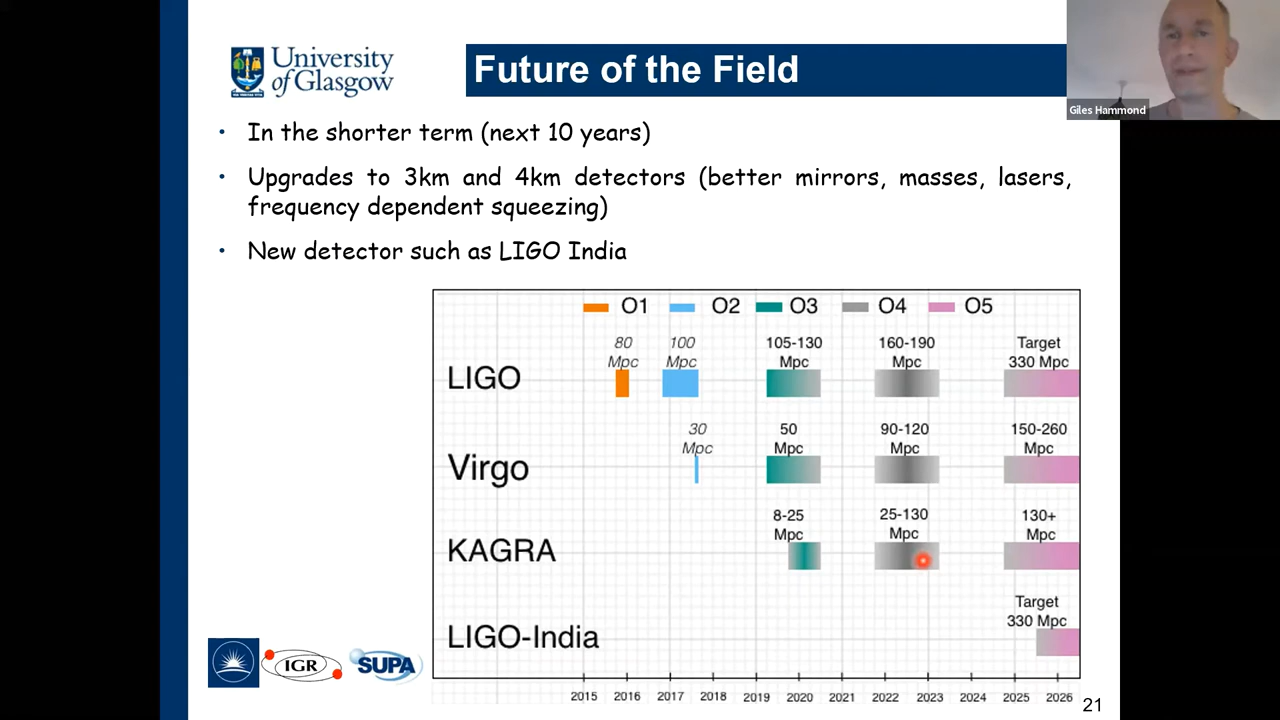 University
of Glasgow
Future of the Field
Giles Hammond
• In the shorter term (next 10 years)
• Upgrades to 3km and 4km detectors (better mirrors, masses, lasers,
frequency dependent squeezing)
• New detector such as LIGO India
O1 O2 O3 O4 O5
80 100 105-130 160-190 Target
Mpc Mpc Mpc Mpc 330 Mpc
LIGO
30 50 90-120 150-260
Mpc Mpc Mpc Mpc
Virgo
8-25 25-130 130+
Mpc Mpc Mpc
KAGRA
Target
330 Mpc
LIGO-India
IGR SUPA
2015 2016 2017 2018 2019 2020 2021 2022 2023 2024 2025 2026
21